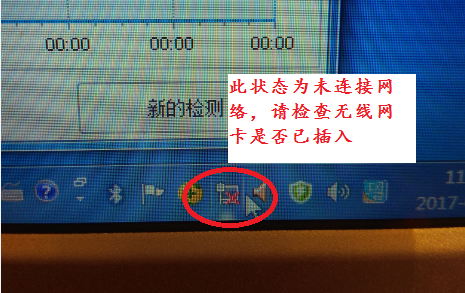 00:00 00:00 00:00
新的检测
此状态为未连接网
络，请检查无线网
卡是否已插入
11
2017-